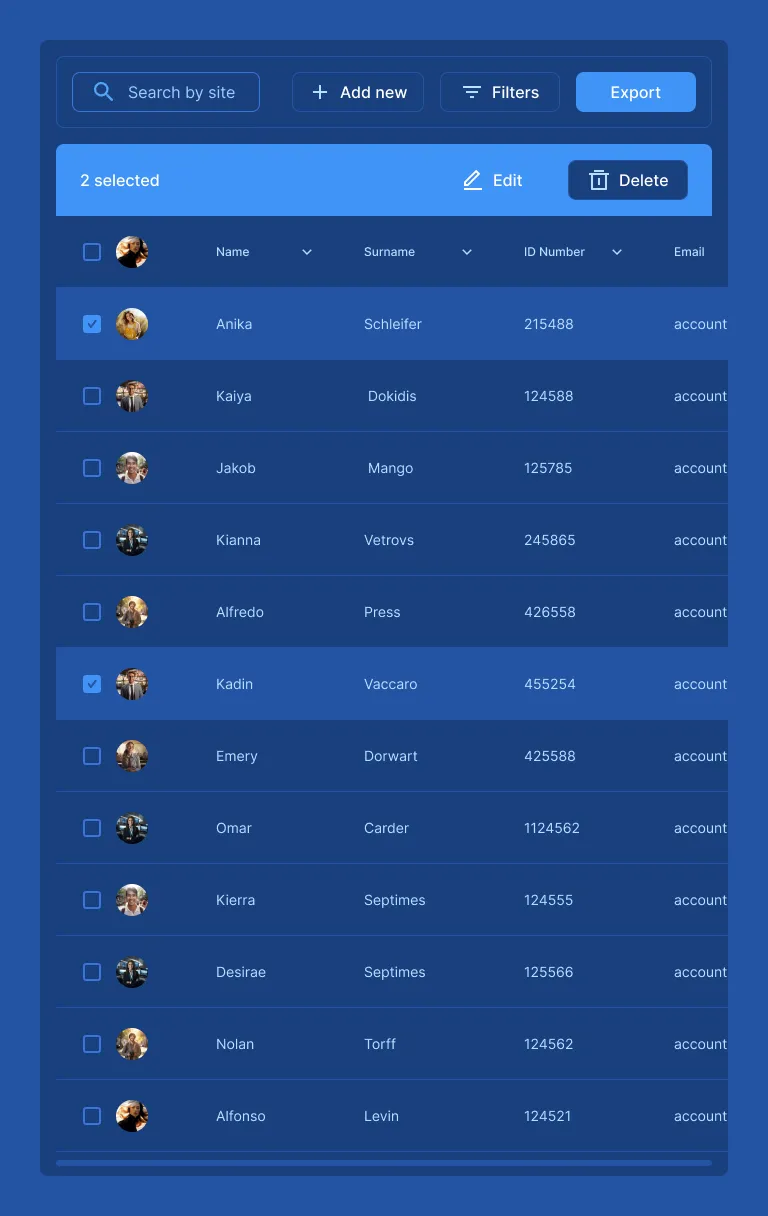 Search by site Add new Filters Export
2 selected Edit Delete
Name Surname ID Number Email
Anika Schleifer 215488 account
Kaiya Dokidis 124588 account
Jakob Mango 125785 account
Kianna Vetrovs 245865 account
Alfredo Press 426558 account
Kadin Vaccaro 455254 account
Emery Dorwart 425588 account
Omar Carder 1124562 account
Kierra Septimes 124555 account
Desirae Septimes 125566 account
Nolan Torff 124562 account
Alfonso Levin 124521 account